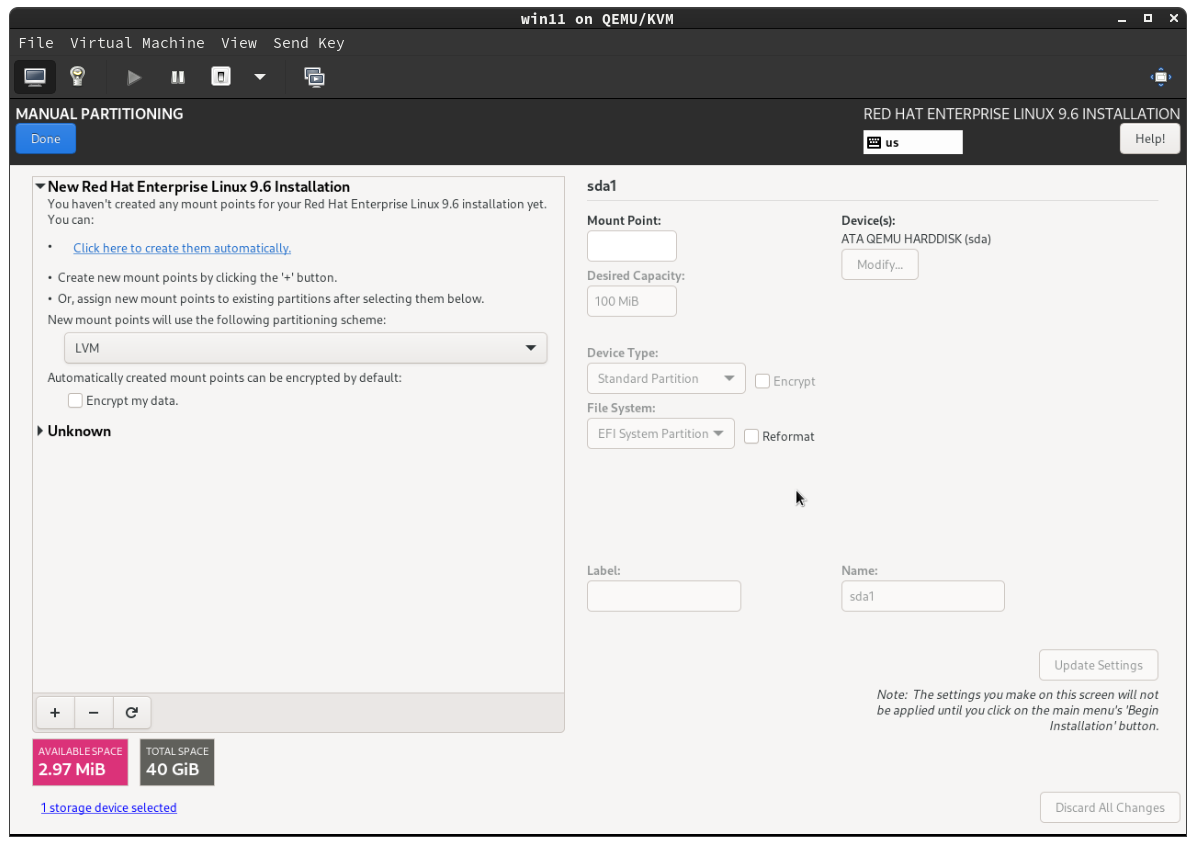 win11 on QEMU/KVM
File Virtual Machine View Send Key
MANUAL PARTITIONING
RED HAT ENTERPRISE LINUX 9.6 INSTALLATION
Done
us
Help!
New Red Hat Enterprise Linux 9.6 Installation
You haven't created any mount points for your Red Hat Enterprise Linux 9.6 installation yet.
You can:
• Click here to create them automatically.
• Create new mount points by clicking the '+' button.
• Or, assign new mount points to existing partitions after selecting them below.
New mount points will use the following partitioning scheme:
LVM
Automatically created mount points can be encrypted by default:
Encrypt my data.
Unknown
+ − 
AVAILABLE SPACE
2.97 MiB
TOTAL SPACE
40 GiB
1 storage device selected
sda1
Mount Point:
Device(s):
ATA QEMU HARDDISK (sda)
Modify...
Desired Capacity:
100 MiB
Device Type:
Standard Partition
Encrypt
File System:
EFI System Partition
Reformat
Label:
Name:
sda1
Update Settings
Note: The settings you make on this screen will not
be applied until you click on the main menu's 'Begin
Installation' button.
Discard All Changes